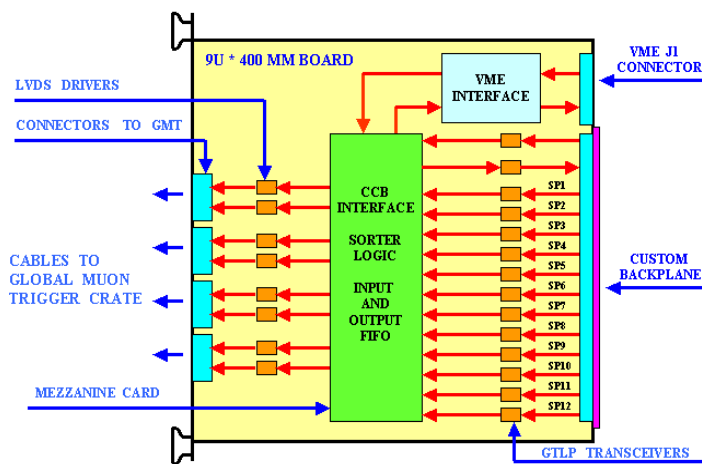 9U * 400 MM BOARD
VME J1
CONNECTOR
LVDS DRIVERS
VME
INTERFACE
CONNECTORS TO GMT
CCB
INTERFACE
SORTER
LOGIC
INPUT
AND
OUTPUT
FIFO
SP1
SP2
SP3
SP4
SP5
SP6
SP7
SP8
SP9
SP10
SP11
SP12
CABLES TO
GLOBAL MUON
TRIGGER CRATE
CUSTOM
BACKPLANE
MEZZANINE CARD
GTLP TRANSCEIVERS